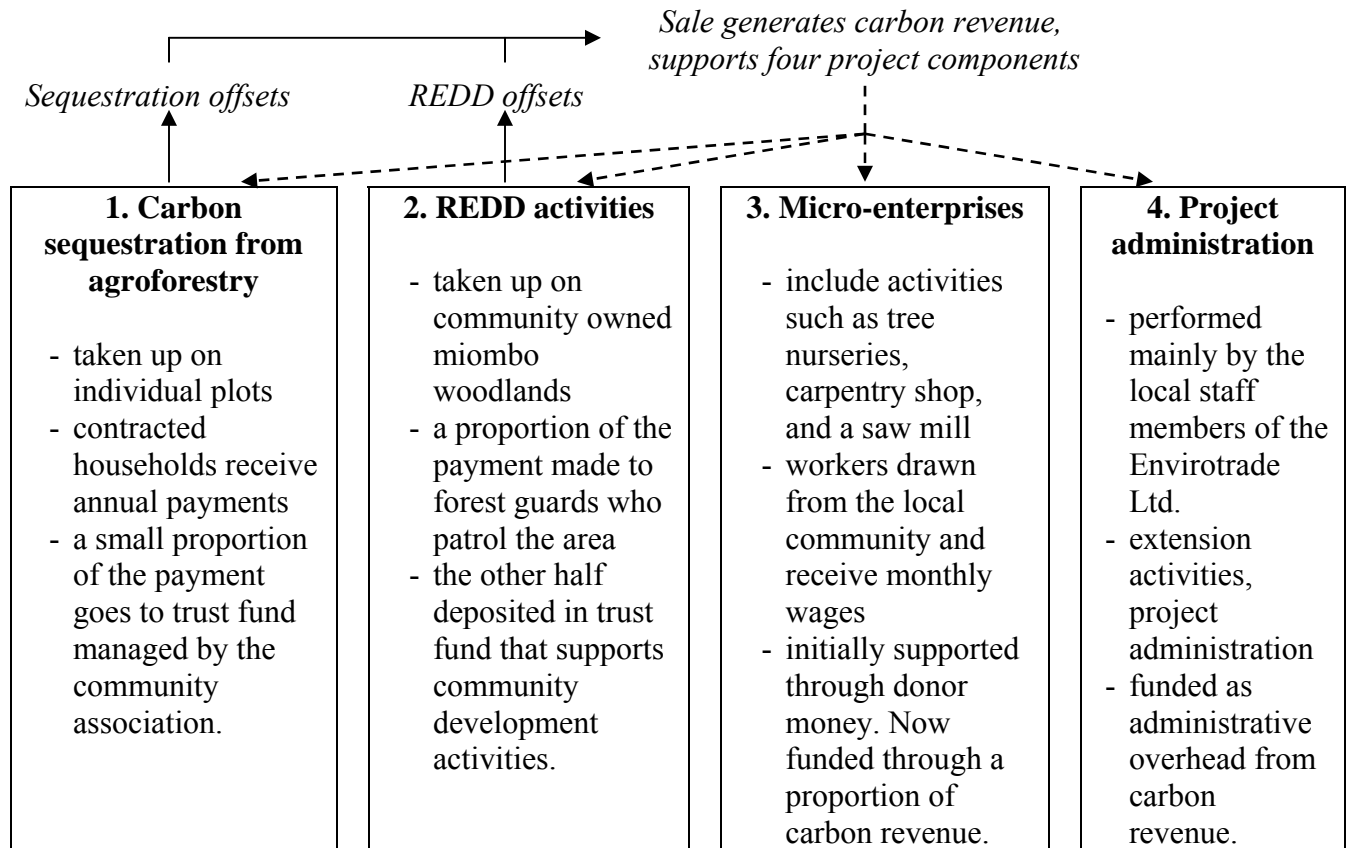 Sale generates carbon revenue,
supports four project components
Sequestration offsets
REDD offsets
1. Carbon
sequestration from
agroforestry
- taken up on
individual plots
- contracted
households receive
annual payments
- a small proportion
of the payment
goes to trust fund
managed by the
community
association.
2. REDD activities
- taken up on
community owned
miombo
woodlands
- a proportion of the
payment made to
forest guards who
patrol the area
- the other half
deposited in trust
fund that supports
community
development
activities.
3. Micro-enterprises
- include activities
such as tree
nurseries,
carpentry shop,
and a saw mill
- workers drawn
from the local
community and
receive monthly
wages
- initially supported
through donor
money. Now
funded through a
proportion of
carbon revenue.
4. Project
administration
- performed
mainly by the
local staff
members of the
Envirotrade
Ltd.
- extension
activities,
project
administration
- funded as
administrative
overhead from
carbon
revenue.